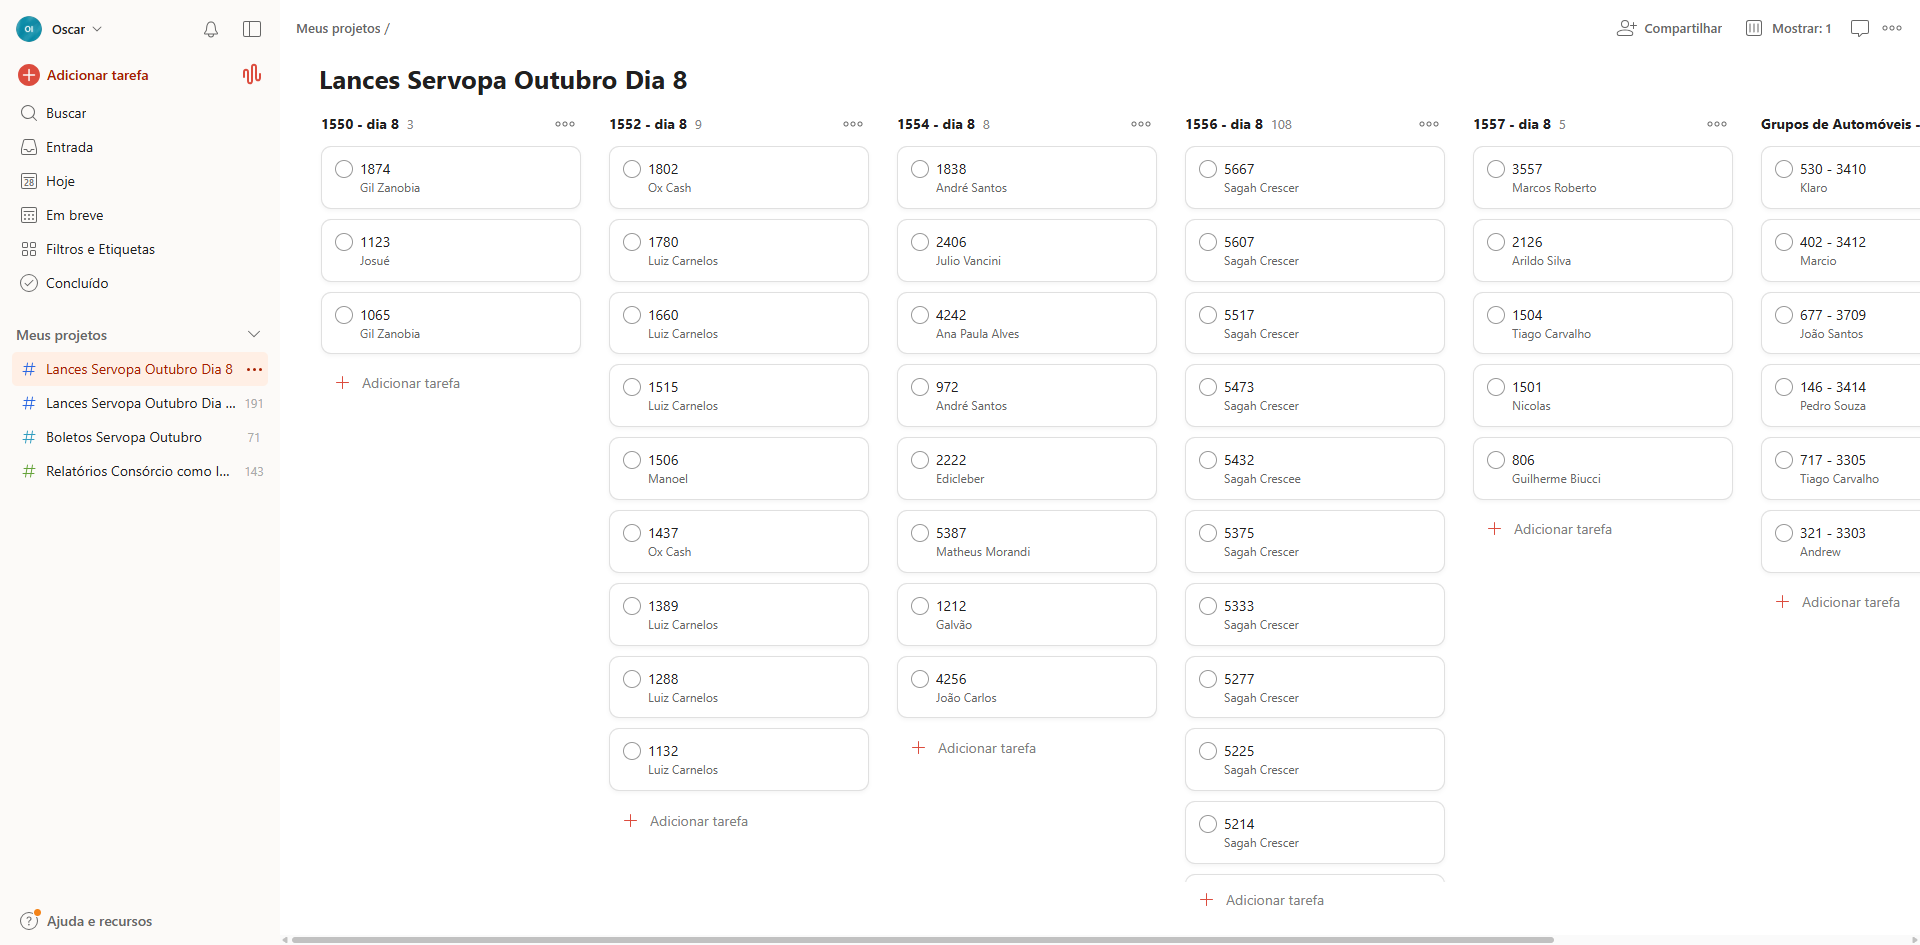 OI Oscar
Adicionar tarefa
Buscar
Entrada
28 Hoje
Em breve
Filtros e Etiquetas
Concluído
Meus projetos
# Lances Servopa Outubro Dia 8
# Lances Servopa Outubro Dia ... 191
# Boletos Servopa Outubro 71
# Relatórios Consórcio como I... 143
? Ajuda e recursos
Meus projetos /
Compartilhar
Mostrar: 1
Lances Servopa Outubro Dia 8
1550 - dia 8 3
1874
Gil Zanobia
1123
Josué
1065
Gil Zanobia
Adicionar tarefa
1552 - dia 8 9
1802
Ox Cash
1780
Luiz Carnelos
1660
Luiz Carnelos
1515
Luiz Carnelos
1506
Manoel
1437
Ox Cash
1389
Luiz Carnelos
1288
Luiz Carnelos
1132
Luiz Carnelos
Adicionar tarefa
1554 - dia 8 8
1838
André Santos
2406
Julio Vancini
4242
Ana Paula Alves
972
André Santos
2222
Edicleber
5387
Matheus Morandi
1212
Galvão
4256
João Carlos
Adicionar tarefa
1556 - dia 8 108
5667
Sagah Crescer
5607
Sagah Crescer
5517
Sagah Crescer
5473
Sagah Crescer
5432
Sagah Crescee
5375
Sagah Crescer
5333
Sagah Crescer
5277
Sagah Crescer
5225
Sagah Crescer
5214
Sagah Crescer
Adicionar tarefa
1557 - dia 8 5
3557
Marcos Roberto
2126
Arildo Silva
1504
Tiago Carvalho
1501
Nicolas
806
Guilherme Biucci
Adicionar tarefa
Grupos de Automóveis -
530 - 3410
Klaro
402 - 3412
Marcio
677 - 3709
João Santos
146 - 3414
Pedro Souza
717 - 3305
Tiago Carvalho
321 - 3303
Andrew
Adicionar tarefa